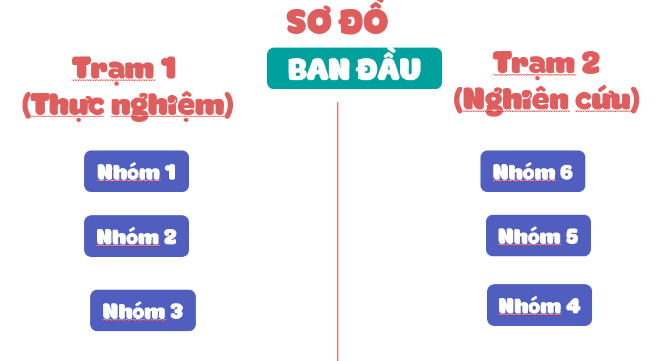 SƠ ĐỒ
BAN ĐẦU
Trạm 1
(Thực nghiệm)
Nhóm 1
Nhóm 2
Nhóm 3
Trạm 2
(Nghiên cứu)
Nhóm 6
Nhóm 5
Nhóm 4